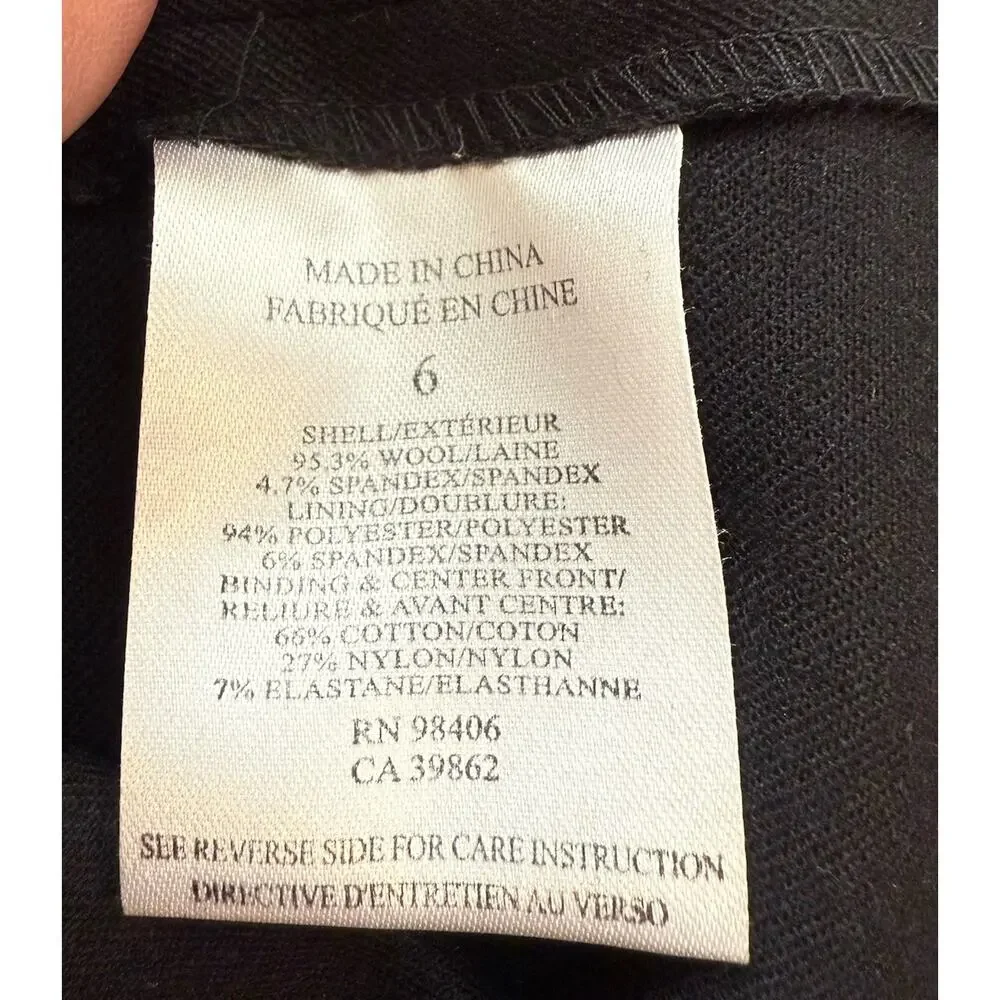 MADE IN CHINA
FABRIQUÉ EN CHINE
6
SHELL/EXTÉRIEUR
95.3% WOOL/LAINE
4.7% SPANDEX/SPANDEX
LINING/DOUBLURE:
94% POLYESTER/POLYESTER
6% SPANDEX/SPANDEX
BINDING & CENTER FRONT/
RELIURE & AVANT CENTRE:
66% COTTON/COTON
27% NYLON/NYLON
7% ELASTANE/ELASTHANNE
RN 98406
CA 39862
SEE REVERSE SIDE FOR CARE INSTRUCTION
DIRECTIVE D'ENTRETIEN AU VERSO